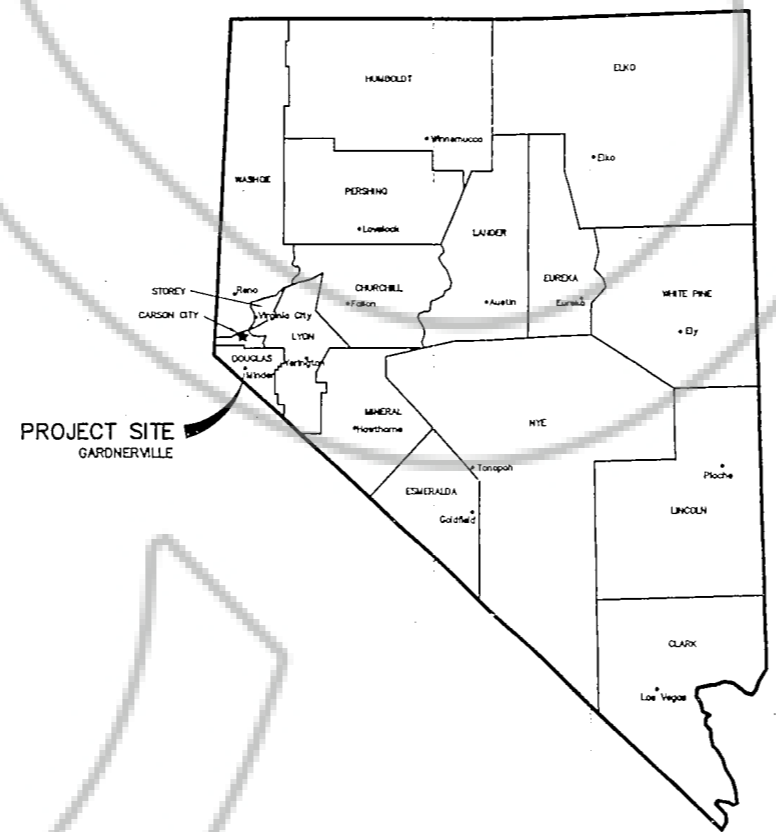 HUMBOLDT
ELKO
Winnemucca
Elko
WASHOE
PERSHING
Lovelock
LANDER
EUREKA
CHURCHILL
WHITE PINE
STOREY
Reno
Fallon
Austin
Eureka
CARSON CITY
Virginia City
LYON
Ely
DOUGLAS
Yerington
Minden
MINERAL
Hawthorne
NYE
PROJECT SITE
GARDNERVILLE
Tonopah
Pioche
ESMERALDA
Goldfield
LINCOLN
CLARK
Las Vegas